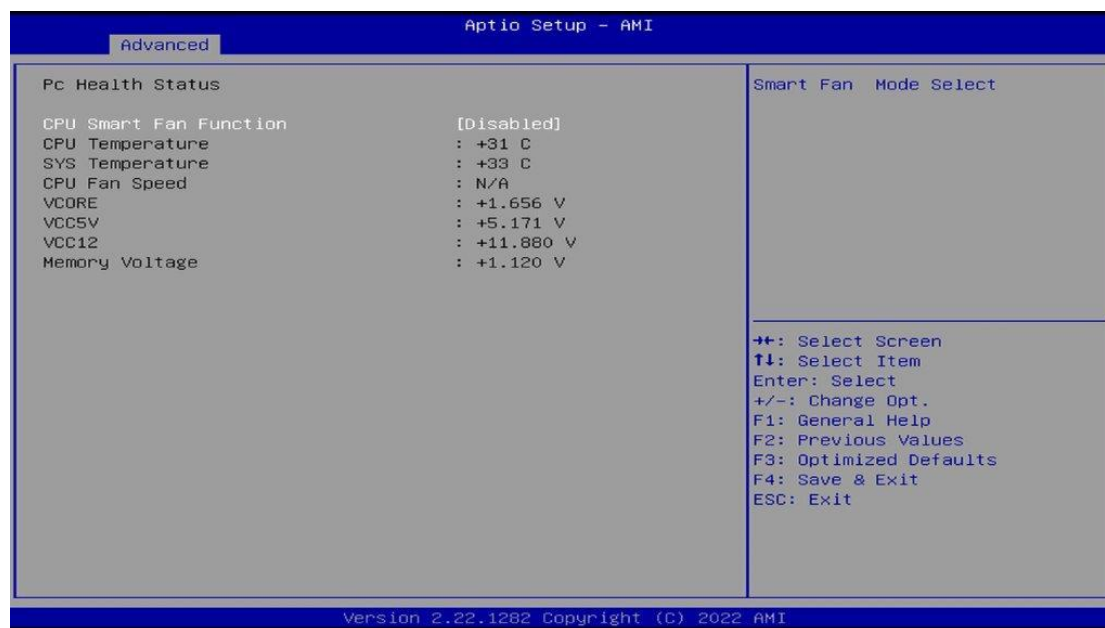 Aptio Setup – AMI
Advanced
Pc Health Status
CPU Smart Fan Function [Disabled]
CPU Temperature : +31 C
SYS Temperature : +33 C
CPU Fan Speed : N/A
VCORE : +1.656 V
VCC5V : +5.171 V
VCC12 : +11.880 V
Memory Voltage : +1.120 V
Smart Fan Mode Select
→←: Select Screen
↑↓: Select Item
Enter: Select
+/-: Change Opt.
F1: General Help
F2: Previous Values
F3: Optimized Defaults
F4: Save & Exit
ESC: Exit
Version 2.22.1282 Copyright (C) 2022 AMI